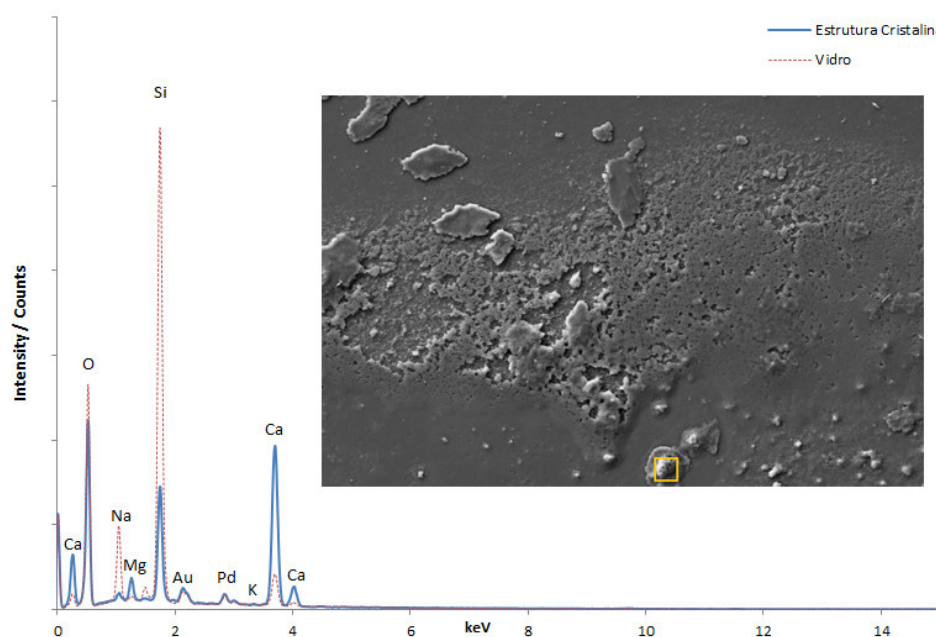 Estrutura Cristalina
Vidro
Si
O
Ca
Na
Ca
Mg
Au
Pd
K
Ca
Intensity / Counts
0
2
4
6
8
10
12
14
keV